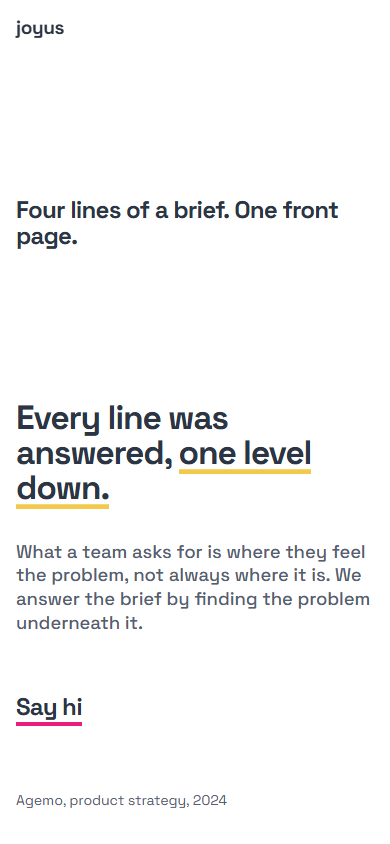 joyus
Four lines of a brief. One front
page.
Every line was
answered, one level
down.
What a team asks for is where they feel
the problem, not always where it is. We
answer the brief by finding the problem
underneath it.
Say hi
Agemo, product strategy, 2024